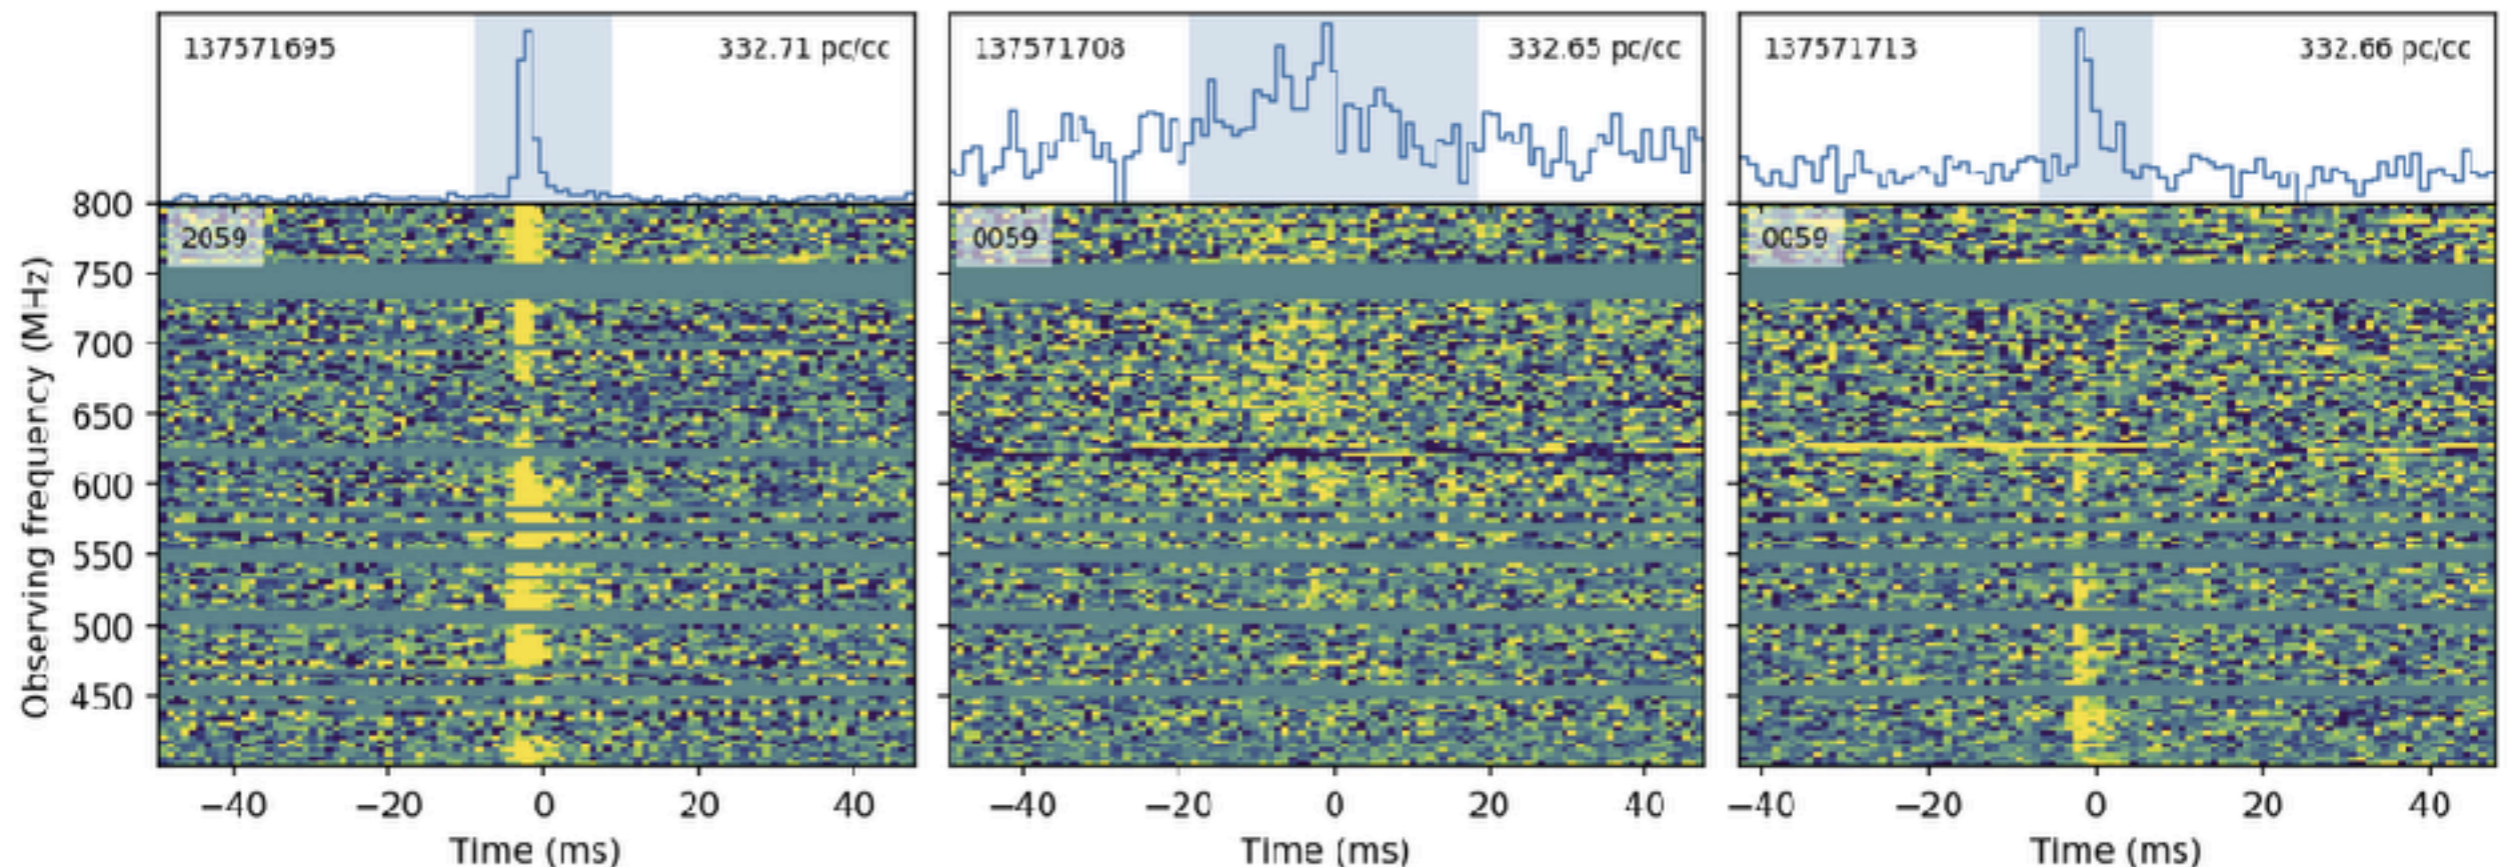 137571695 332.71 pc/cc
137571708 332.65 pc/cc
137571713 332.66 pc/cc
2059
0059
0059
Observing frequency (MHz)
800
750
700
650
600
550
500
450
−40 −20 0 20 40
−40 −20 0 20 40
−40 −20 0 20 40
Time (ms)
Time (ms)
Time (ms)